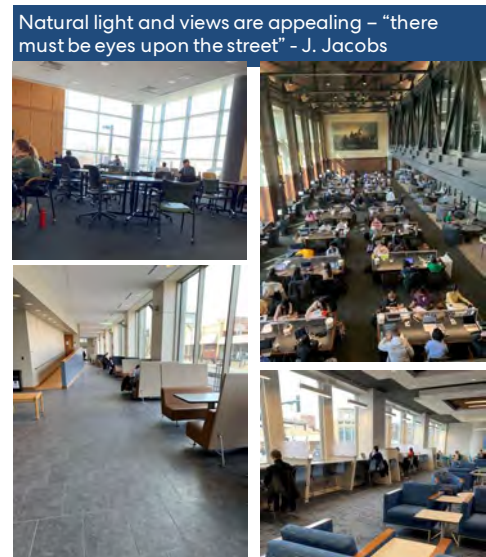 Natural light and views are appealing – “there
must be eyes upon the street” - J. Jacobs